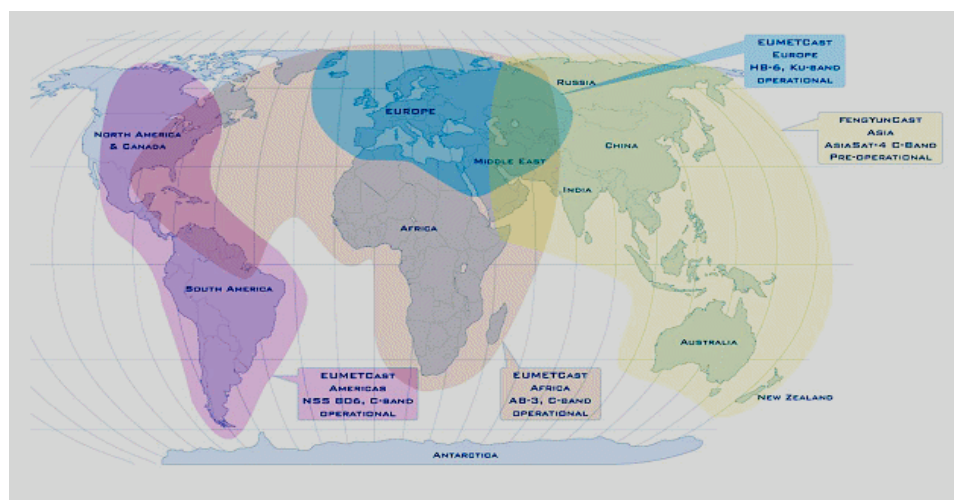 EUMETCast
Europe
HB-6, Ku-band
operational
Russia
EUROPE
FengYunCast
Asia
AsiaSat-4 C-Band
Pre-operational
North America
& Canada
China
Middle East
India
Africa
South America
Australia
EUMETCast
Americas
NSS 806, C-band
operational
EUMETCast
Africa
AB-3, C-band
operational
New Zealand
Antarctica